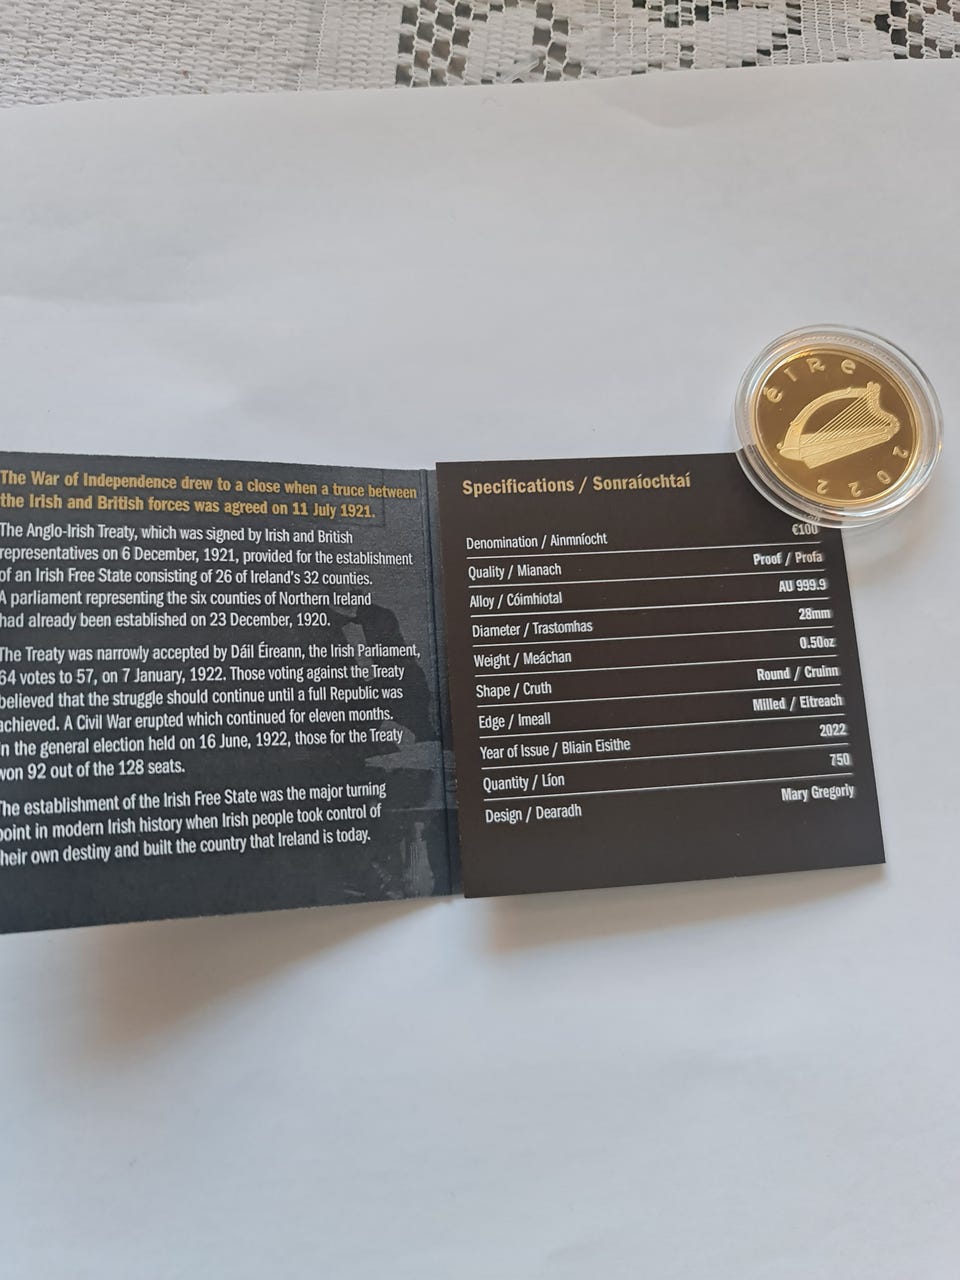 The War of Independence drew to a close when a truce between
the Irish and British forces was agreed on 11 July 1921.
The Anglo-Irish Treaty, which was signed by Irish and British
representatives on 6 December, 1921, provided for the establishment
of an Irish Free State consisting of 26 of Ireland's 32 counties.
A parliament representing the six counties of Northern Ireland
had already been established on 23 December, 1920.
The Treaty was narrowly accepted by Dáil Éireann, the Irish Parliament,
64 votes to 57, on 7 January, 1922. Those voting against the Treaty
believed that the struggle should continue until a full Republic was
achieved. A Civil War erupted which continued for eleven months.
In the general election held on 16 June, 1922, those for the Treaty
won 92 out of the 128 seats.
The establishment of the Irish Free State was the major turning
point in modern Irish history when Irish people took control of
their own destiny and built the country that Ireland is today.
Specifications / Sonraíochtaí
Denomination / Ainmníocht €100
Quality / Mianach Proof / Profa
Alloy / Cóimhiotal AU 999.9
Diameter / Trastomhas 28mm
Weight / Meáchan 0.50oz
Shape / Cruth Round / Cruinn
Edge / Imeall Milled / Eitreach
Year of Issue / Bliain Eisithe 2022
Quantity / Líon 750
Design / Dearadh Mary Gregoriy
éIRe 2022